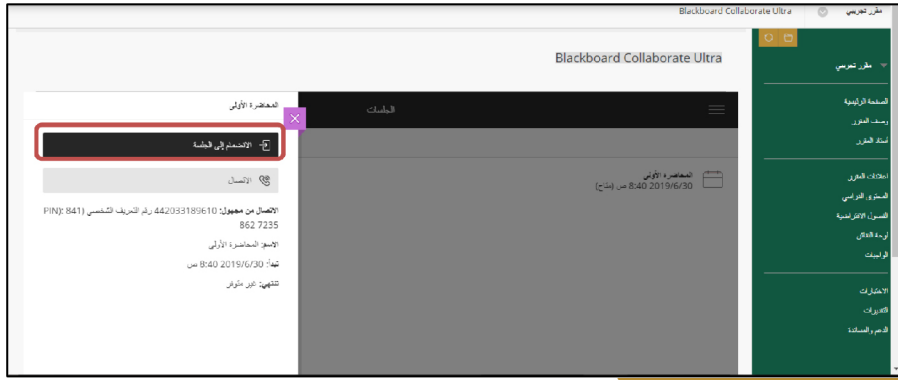 مقرر تجريبي
Blackboard Collaborate Ultra
مقرر تجريبي
الصفحة الرئيسية
وصف المقرر
أستاذ المقرر
اعلانات المقرر
المحتوى الدراسي
الفصول الافتراضية
لوحة النقاش
الواجبات
الاختبارات
التقديرات
الدعم والمساندة
Blackboard Collaborate Ultra
الجلسات
المحاضرة الأولى
2019/6/30 8:40 ص (متاح)
المحاضرة الأولى
الانضمام إلى الجلسة
الاتصال
الاتصال من مجهول: 442033189610 رقم التعريف الشخصي (PIN): 841
862 7235
الاسم: المحاضرة الأولى
تبدأ: 2019/6/30 8:40 ص
تنتهي: غير متوفر